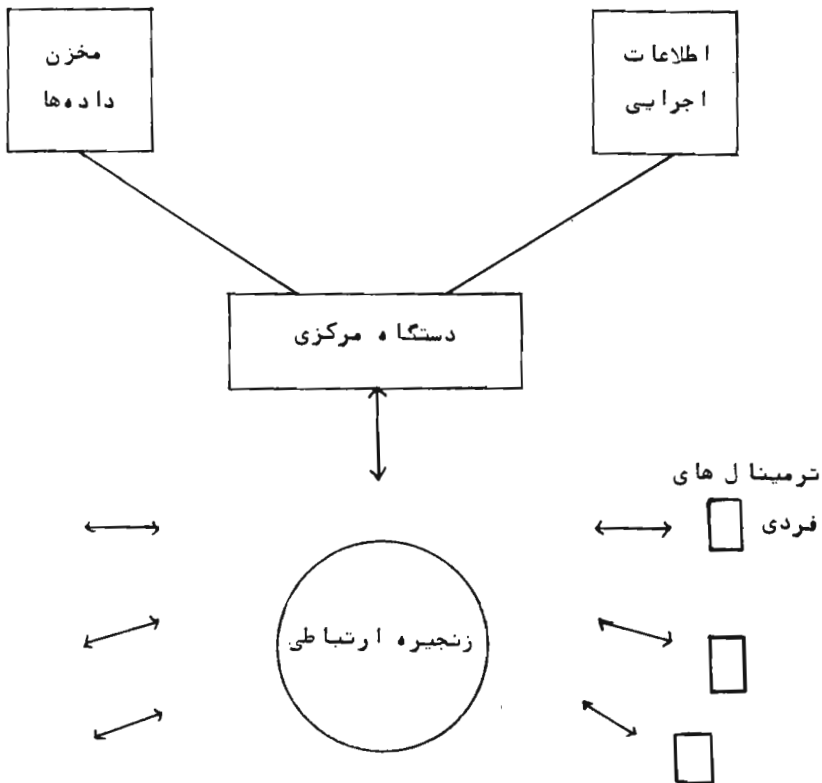 مخزن
داده‌ها
اطلاعات
اجرایی
دستگاه مرکزی
ترمینال های
فردی
زنجیره ارتباطی